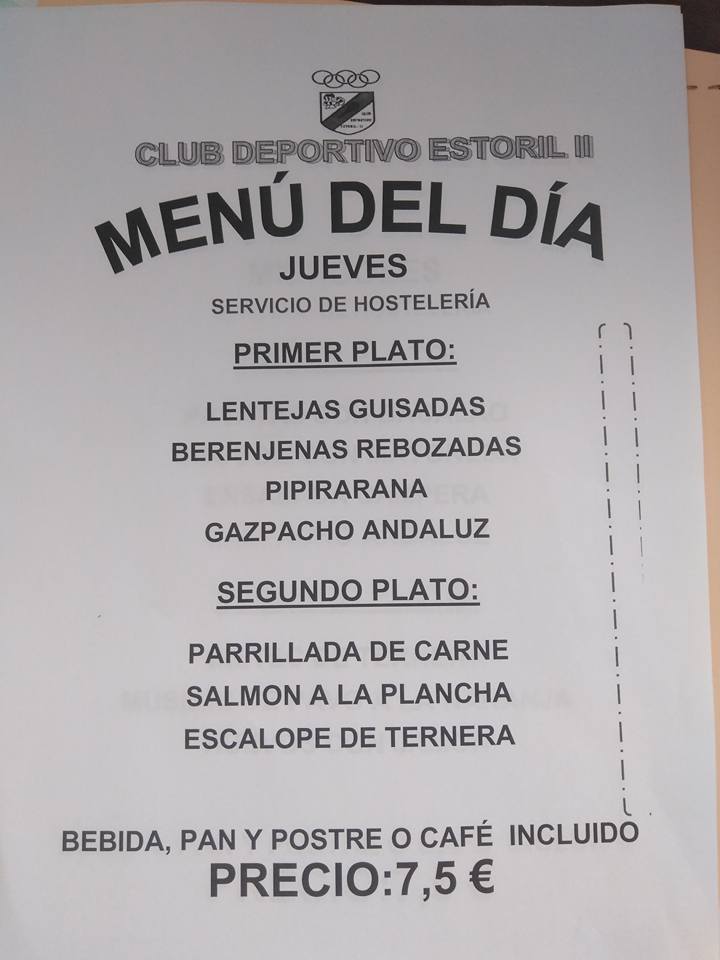 CLUB DEPORTIVO ESTORIL II
MENÚ DEL DÍA
JUEVES
SERVICIO DE HOSTELERÍA
PRIMER PLATO:
LENTEJAS GUISADAS
BERENJENAS REBOZADAS
PIPIRARANA
GAZPACHO ANDALUZ
SEGUNDO PLATO:
PARRILLADA DE CARNE
SALMON A LA PLANCHA
ESCALOPE DE TERNERA
BEBIDA, PAN Y POSTRE O CAFÉ INCLUIDO
PRECIO:7,5 €